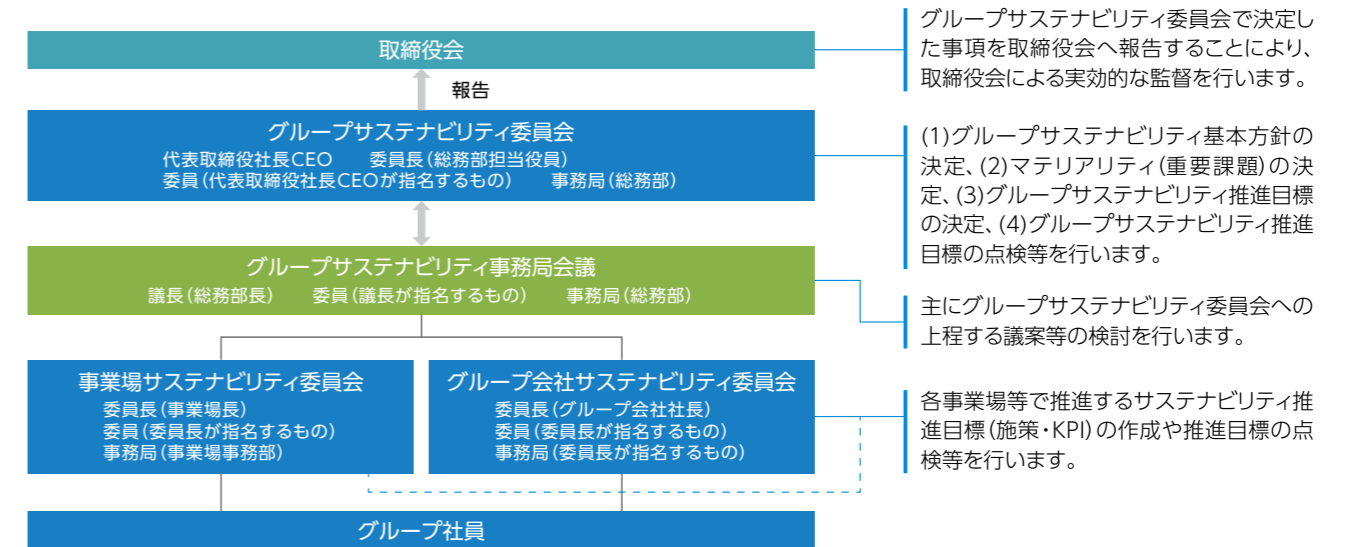 取締役会
報告
グループサステナビリティ委員会
代表取締役社長CEO　委員長（総務部担当役員）
委員（代表取締役社長CEOが指名するもの）　事務局（総務部）
グループサステナビリティ事務局会議
議長（総務部長）　委員（議長が指名するもの）　事務局（総務部）
事業場サステナビリティ委員会
委員長（事業場長）
委員（委員長が指名するもの）
事務局（事業場事務部）
グループ会社サステナビリティ委員会
委員長（グループ会社社長）
委員（委員長が指名するもの）
事務局（委員長が指名するもの）
グループ社員
グループサステナビリティ委員会で決定し
た事項を取締役会へ報告することにより、
取締役会による実効的な監督を行います。
(1)グループサステナビリティ基本方針の
決定、(2)マテリアリティ(重要課題)の決
定、(3)グループサステナビリティ推進目標
の決定、(4)グループサステナビリティ推進
目標の点検等を行います。
主にグループサステナビリティ委員会への
上程する議案等の検討を行います。
各事業場等で推進するサステナビリティ推
進目標（施策・KPI）の作成や推進目標の点
検等を行います。